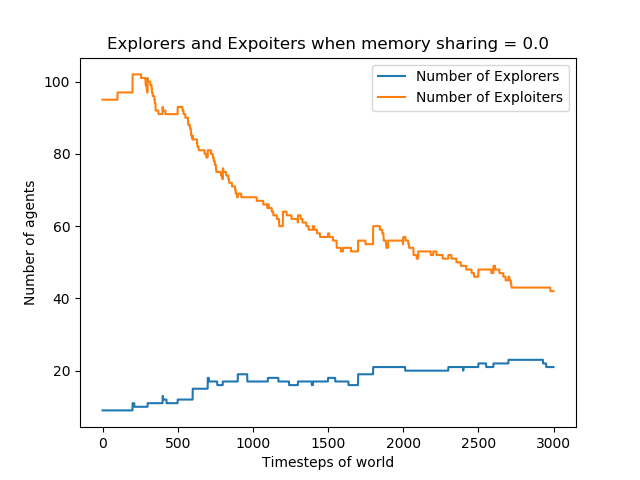 Explorers and Expoiters when memory sharing = 0.0
Number of Explorers
Number of Exploiters
Number of agents
100
80
60
40
20
0 500 1000 1500 2000 2500 3000
Timesteps of world